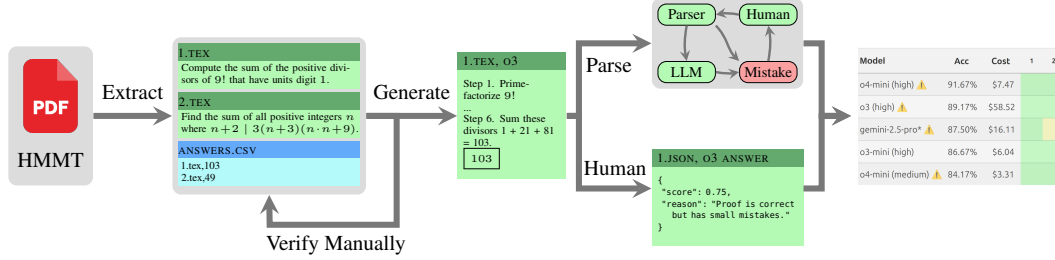 PDF
HMMT
Extract
1.TEX
Compute the sum of the positive divi-
sors of 9! that have units digit 1.
2.TEX
Find the sum of all positive integers n
where n+2 | 3(n+3)(n·n+9).
ANSWERS.CSV
1.tex,103
2.tex,49
Verify Manually
Generate
1.TEX, O3
Step 1. Prime-
factorize 9!
...
Step 6. Sum these
divisors 1 + 21 + 81
= 103.
103
Parse
Parser
Human
LLM
Mistake
Human
1.JSON, O3 ANSWER
{
"score": 0.75,
"reason": "Proof is correct
but has small mistakes."
}
Model Acc Cost 1 2
o4-mini (high) ⚠ 91.67% $7.47
o3 (high) ⚠ 89.17% $58.52
gemini-2.5-pro* ⚠ 87.50% $16.11
o3-mini (high) 86.67% $6.04
o4-mini (medium) ⚠ 84.17% $3.31